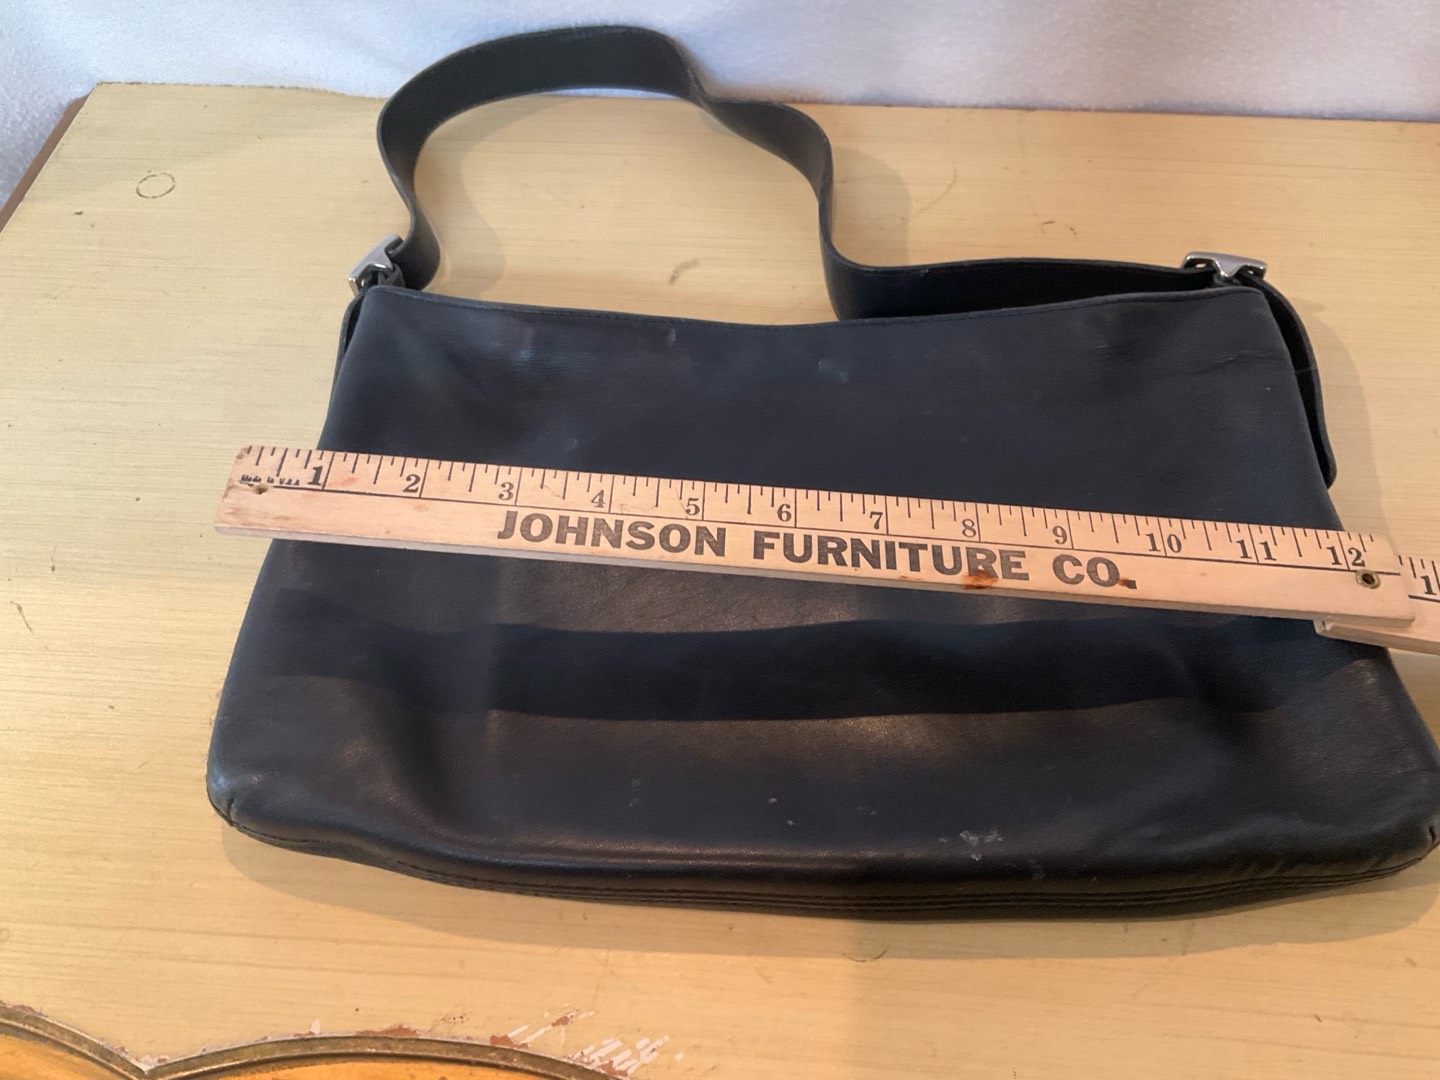 1 2 3 4 5 6 7 8 9 10 11 12
Made in U.S.A
JOHNSON FURNITURE CO.